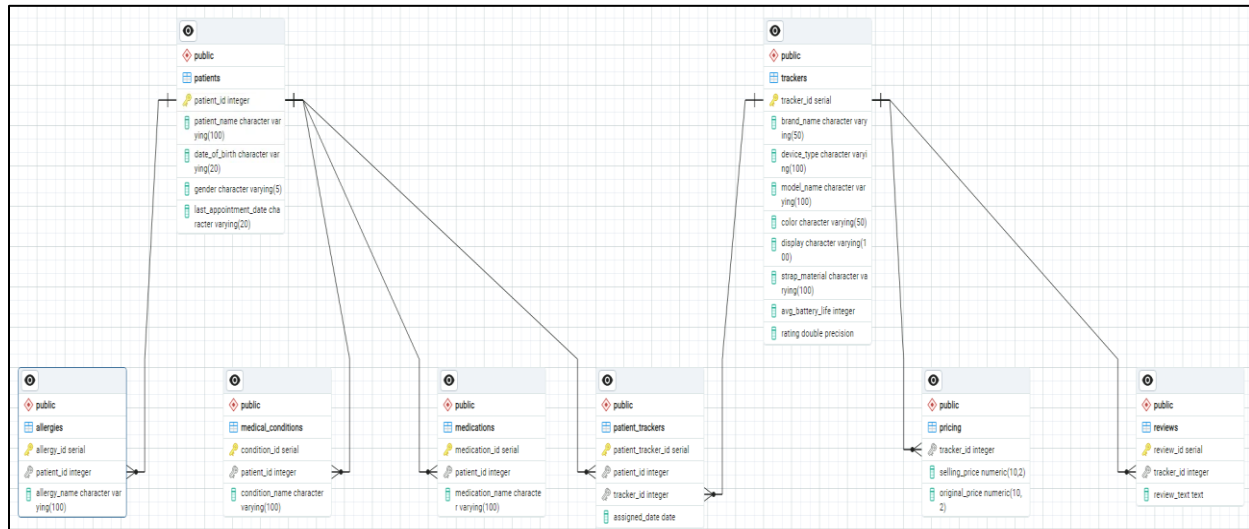 public
patients
patient_id integer
patient_name character var
ying(100)
date_of_birth character va
rying(20)
gender character varying(5)
last_appointment_date cha
racter varying(20)
public
trackers
tracker_id serial
brand_name character vary
ing(50)
device_type character varyi
ng(100)
model_name character var
ying(100)
color character varying(50)
display character varying(1
00)
strap_material character va
rying(100)
avg_battery_life integer
rating double precision
public
allergies
allergy_id serial
patient_id integer
allergy_name character var
ying(100)
public
medical_conditions
condition_id serial
patient_id integer
condition_name character
varying(100)
public
medications
medication_id serial
patient_id integer
medication_name characte
r varying(100)
public
patient_trackers
patient_tracker_id serial
patient_id integer
tracker_id integer
assigned_date date
public
pricing
tracker_id integer
selling_price numeric(10,2)
original_price numeric(10,
2)
public
reviews
review_id serial
tracker_id integer
review_text text